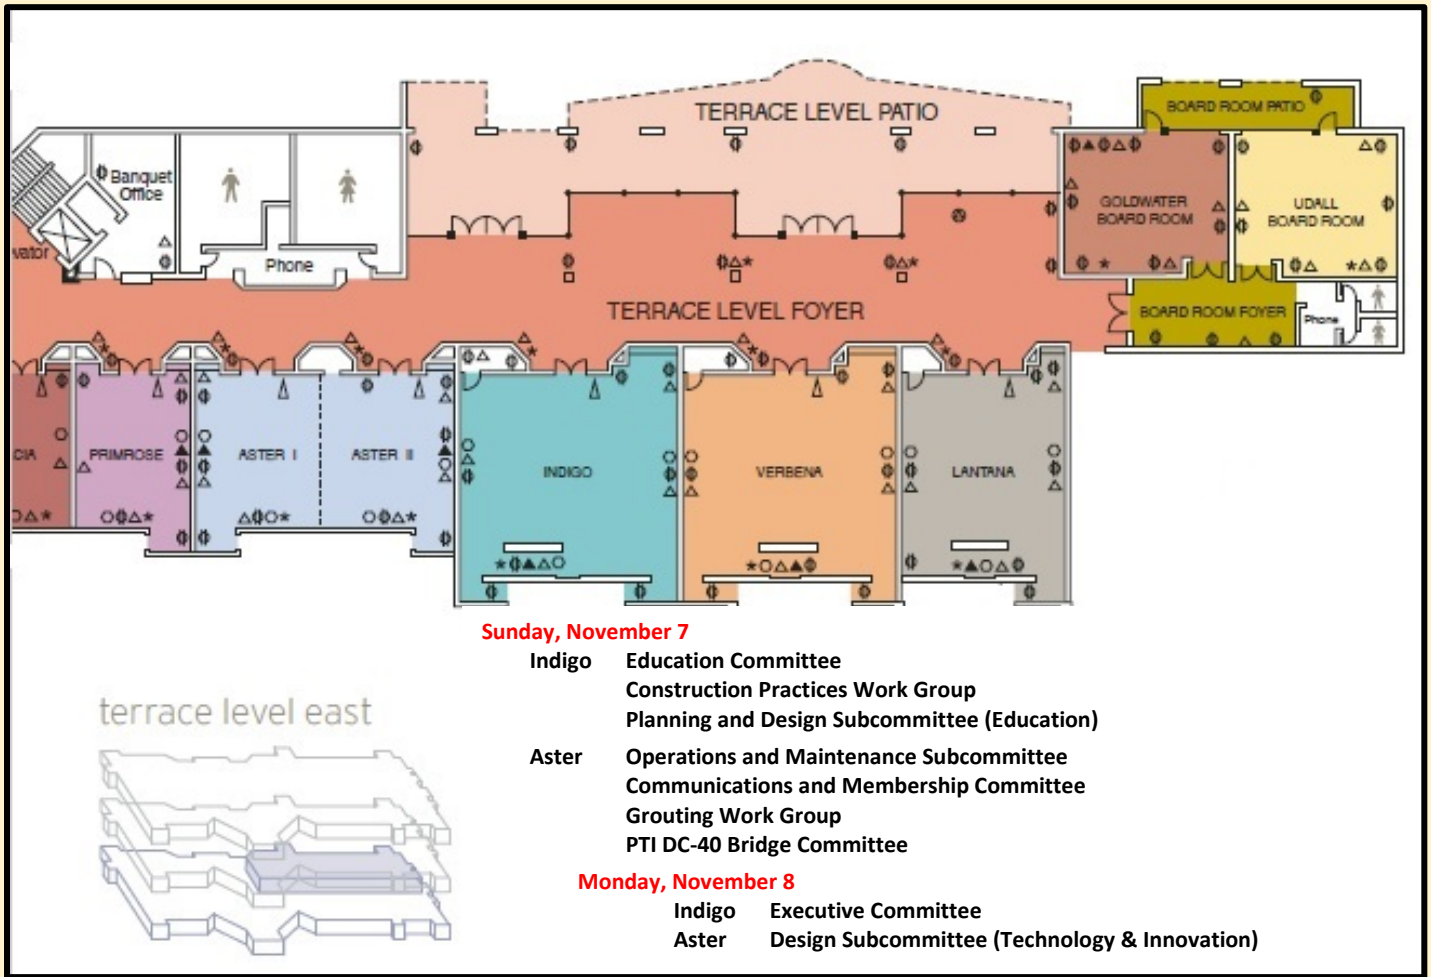 TERRACE LEVEL PATIO
BOARD ROOM PATIO
Banquet
Office
GOLDWATER
BOARD ROOM
UDALL
BOARD ROOM
vator
Phone
TERRACE LEVEL FOYER
BOARD ROOM FOYER
Phone
CIA
PRIMROSE
ASTER I
ASTER II
INDIGO
VERBENA
LANTANA
Sunday, November 7
Indigo Education Committee
Construction Practices Work Group
Planning and Design Subcommittee (Education)
Aster Operations and Maintenance Subcommittee
Communications and Membership Committee
Grouting Work Group
PTI DC-40 Bridge Committee
Monday, November 8
Indigo Executive Committee
Aster Design Subcommittee (Technology & Innovation)
terrace level east